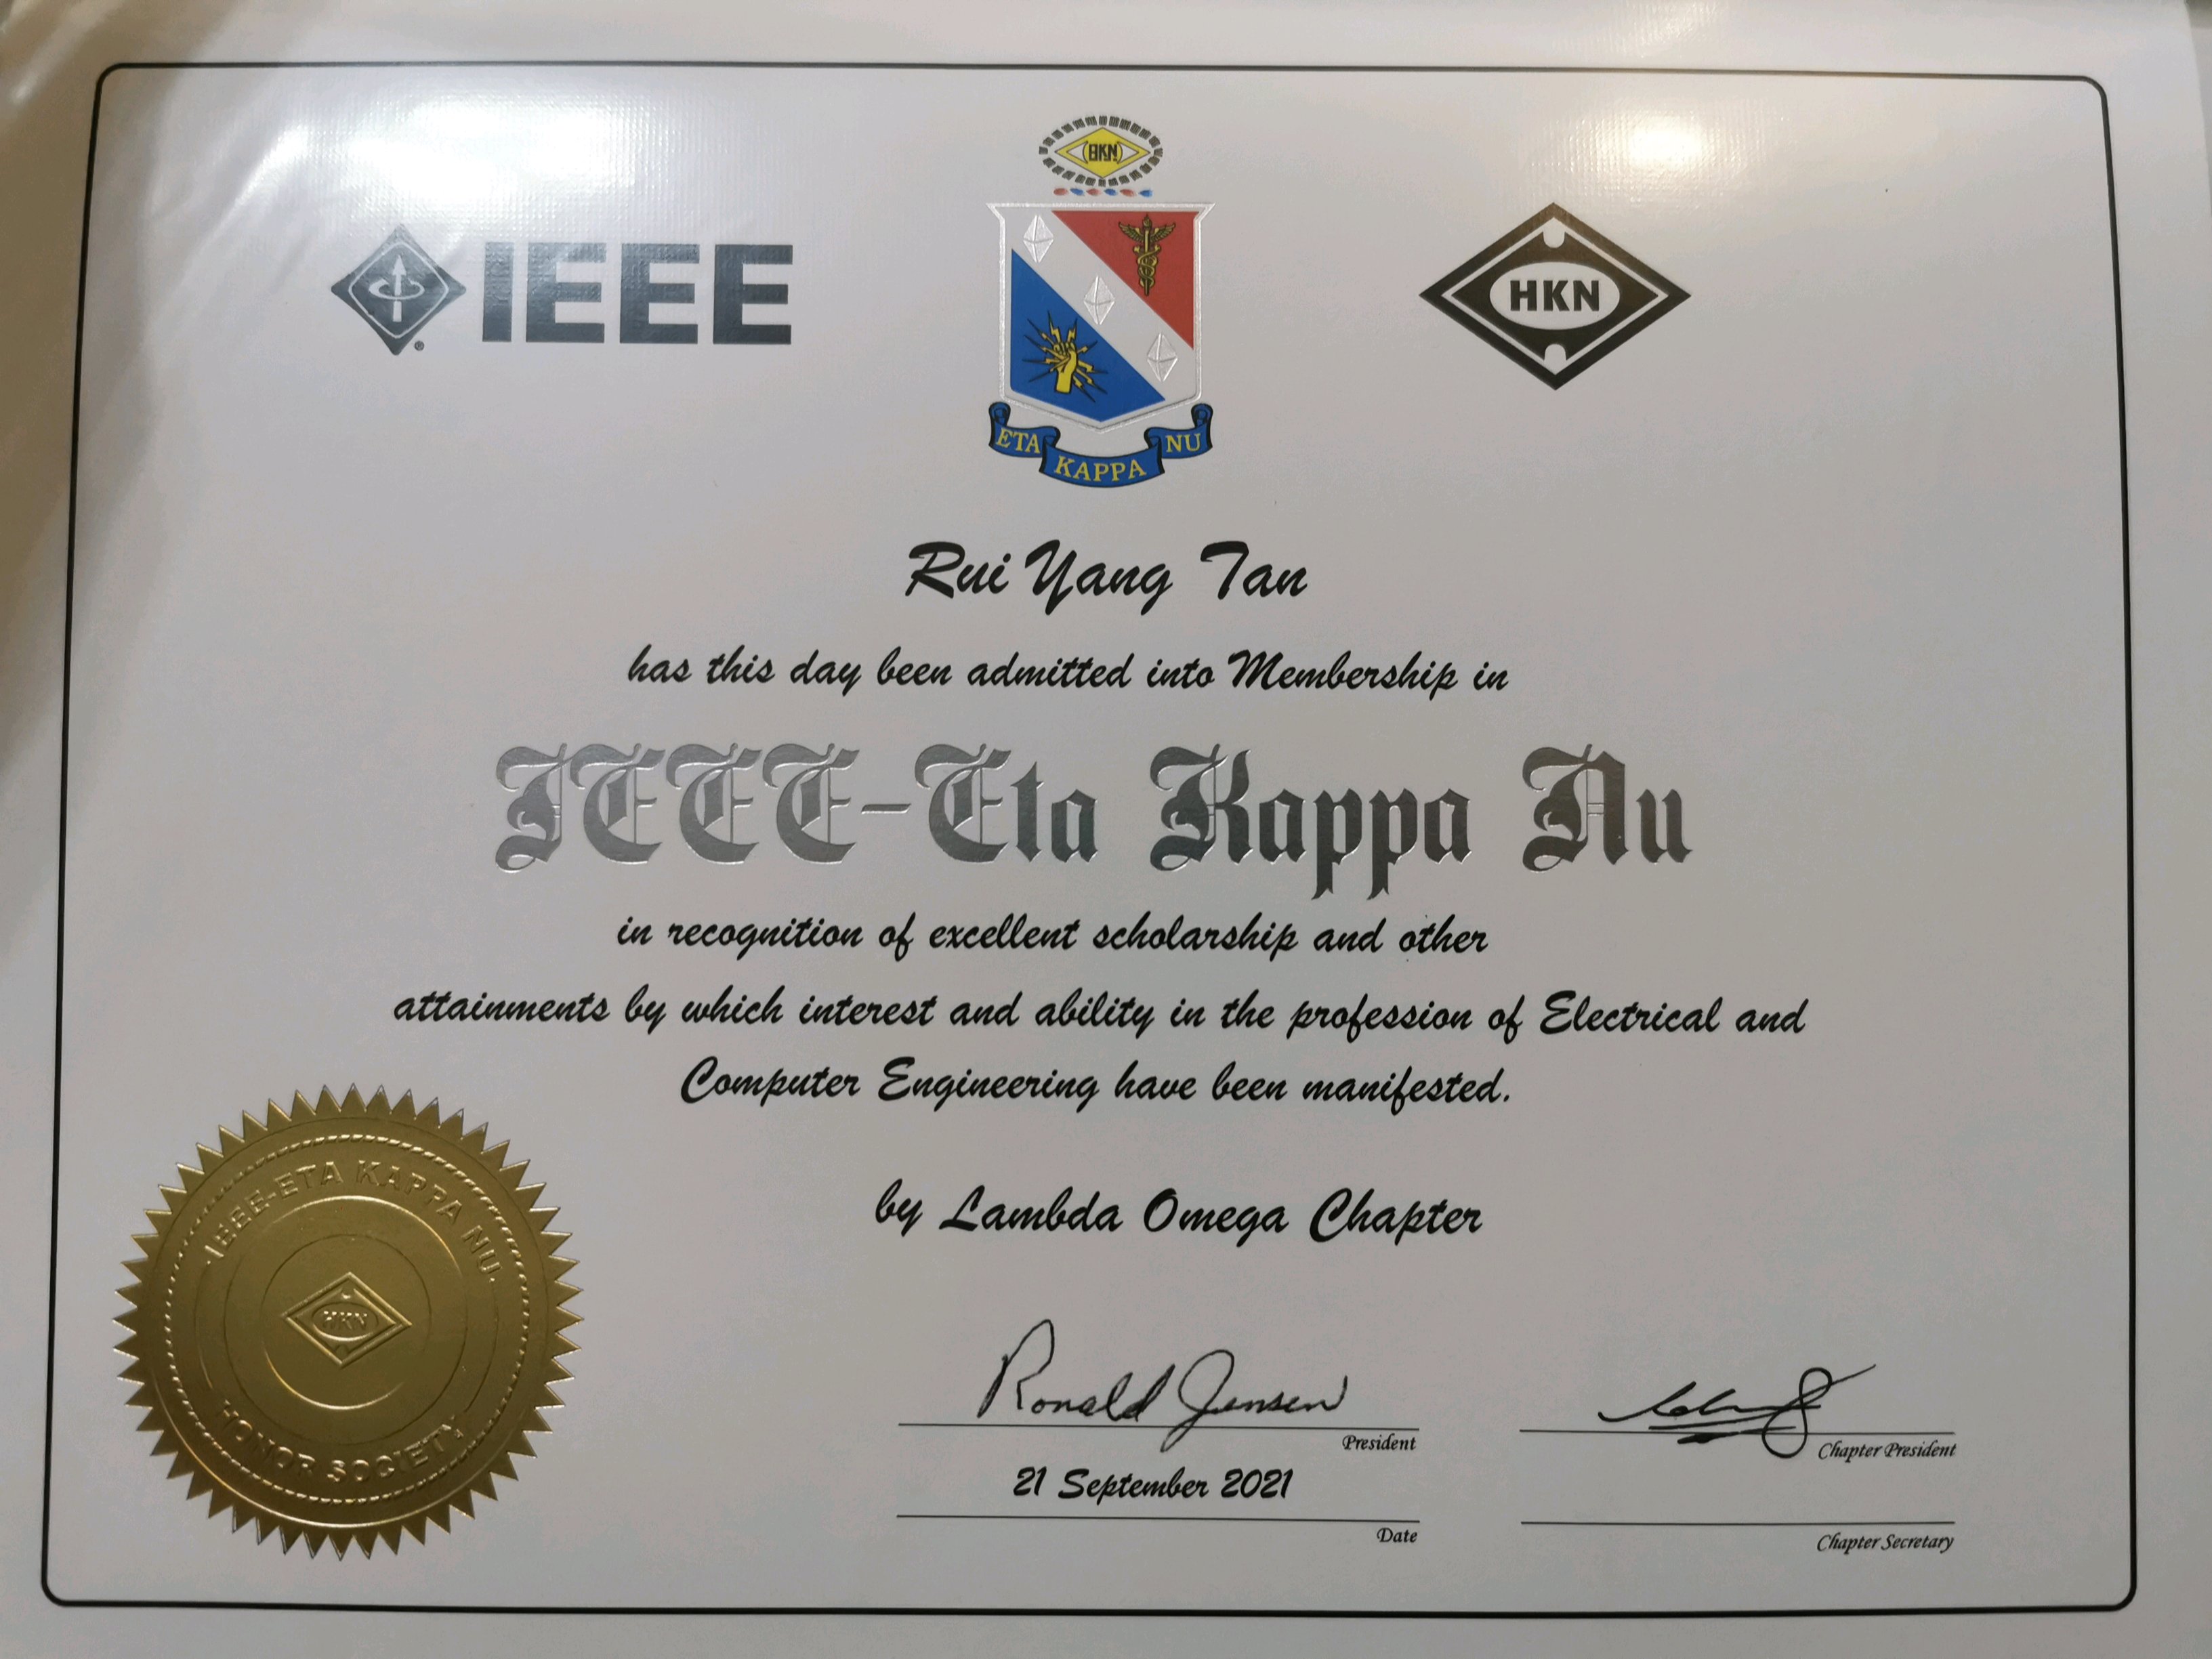 IEEE
HKN
HKN
ETA KAPPA NU
Rui Yang Tan
has this day been admitted into Membership in
IEEE-Eta Kappa Nu
in recognition of excellent scholarship and other
attainments by which interest and ability in the profession of Electrical and
Computer Engineering have been manifested.
by Lambda Omega Chapter
IEEE-ETA KAPPA NU
HKN
HONOR SOCIETY
Ronald Jensen
President
Chapter President
21 September 2021
Date
Chapter Secretary